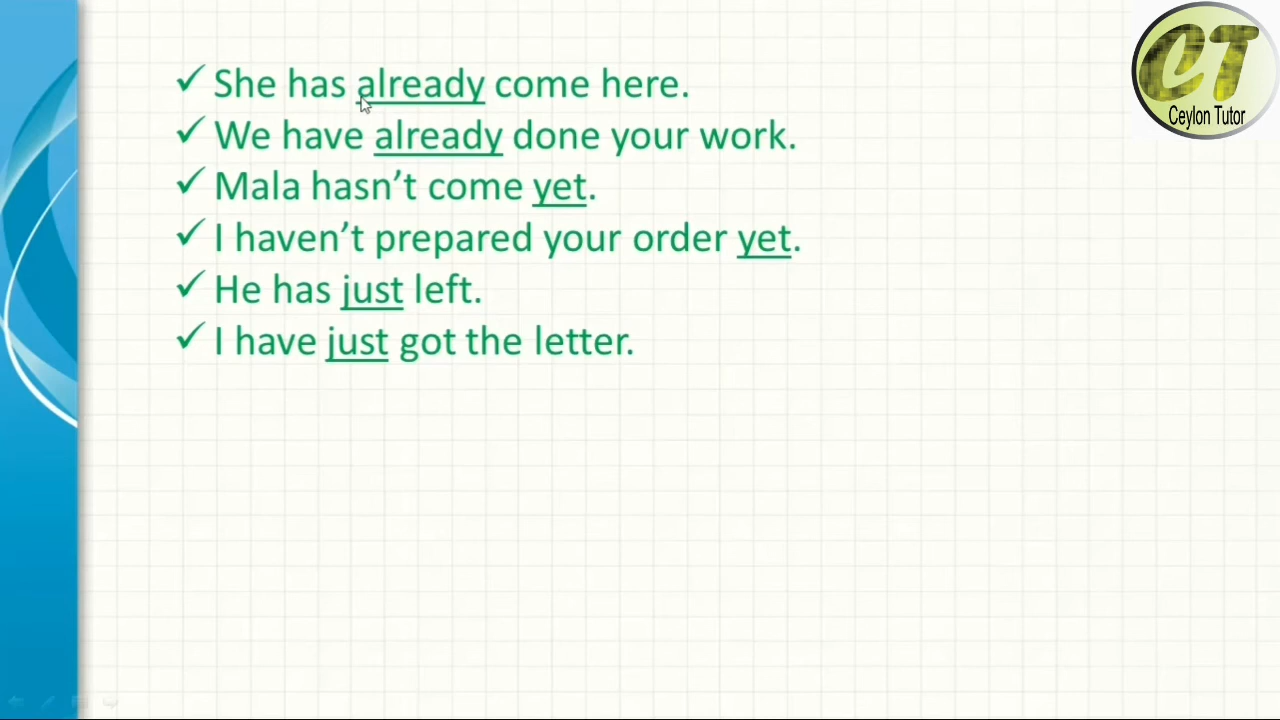 She has already come here.
We have already done your work.
Mala hasn’t come yet.
I haven’t prepared your order yet.
He has just left.
I have just got the letter.
CT
Ceylon Tutor